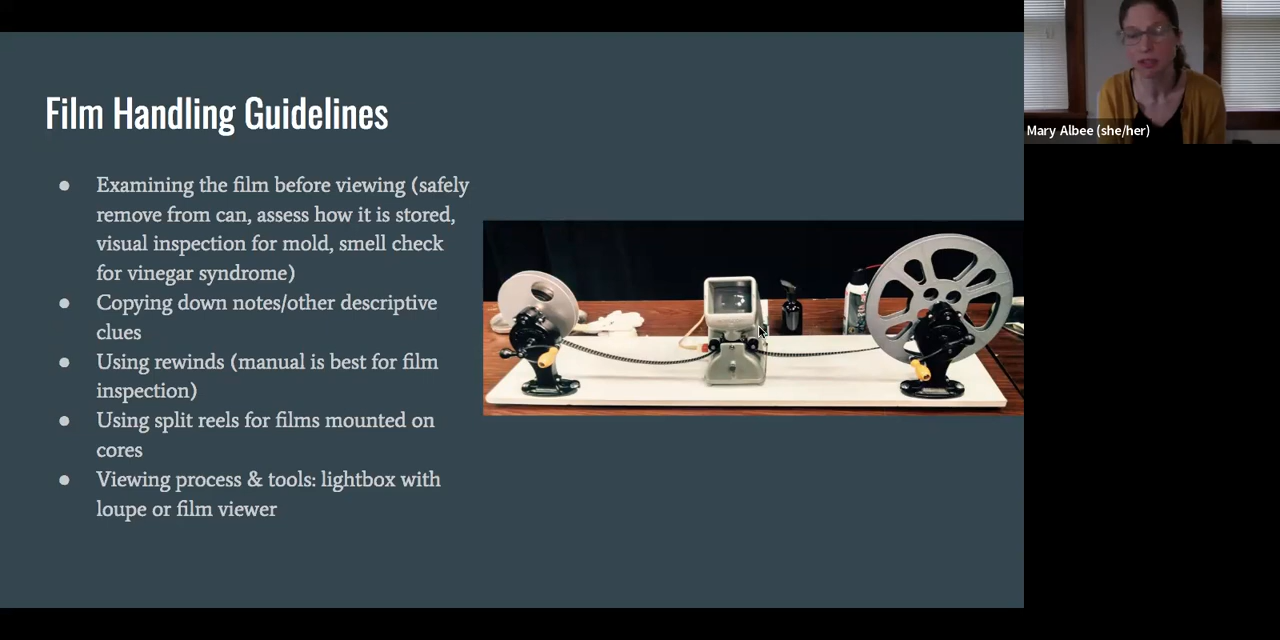 Film Handling Guidelines
● Examining the film before viewing (safely
remove from can, assess how it is stored,
visual inspection for mold, smell check
for vinegar syndrome)
● Copying down notes/other descriptive
clues
● Using rewinds (manual is best for film
inspection)
● Using split reels for films mounted on
cores
● Viewing process & tools: lightbox with
loupe or film viewer
Mary Albee (she/her)